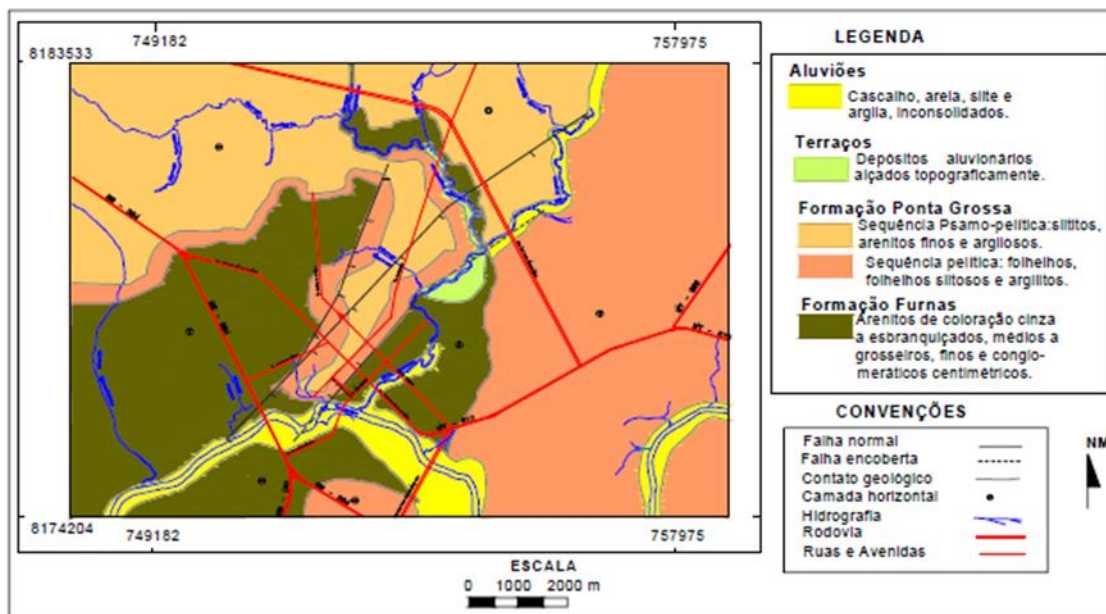 749182
757975
8183533
8174204
749182
757975
ESCALA
0 1000 2000 m
LEGENDA
Aluviões
Cascalho, areia, silte e
argila, inconsolidados.
Terraços
Depósitos aluvionários
alçados topograficamente.
Formação Ponta Grossa
Sequência Psamo-pelítica:siltitos,
arenitos finos e argilosos.
Sequência pelítica: folhelhos,
folhelhos siltosos e argilitos.
Formação Furnas
Arenitos de coloração cinza
a esbranquiçados, médios a
grosseiros, finos e conglo-
meráticos centimétricos.
CONVENÇÕES
Falha normal
Falha encoberta
Contato geológico
Camada horizontal
Hidrografia
Rodovia
Ruas e Avenidas
NM